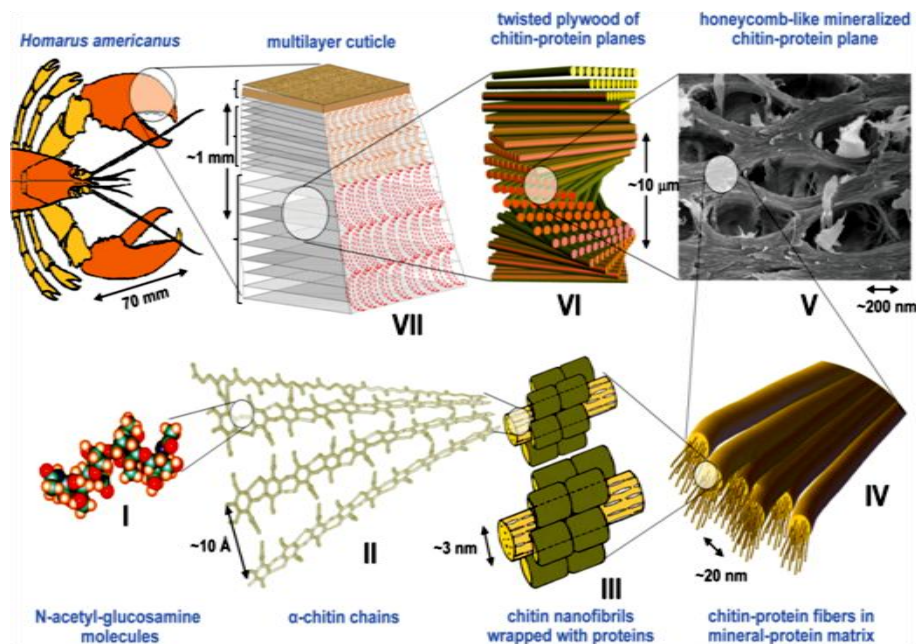 Homarus americanus
multilayer cuticle
twisted plywood of
chitin-protein planes
honeycomb-like mineralized
chitin-protein plane
~1 mm
70 mm
VII
~10 μm
VI
V
~200 nm
I
~10 Å
II
~3 nm
III
~20 nm
IV
N-acetyl-glucosamine
molecules
α-chitin chains
chitin nanofibrils
wrapped with proteins
chitin-protein fibers in
mineral-protein matrix